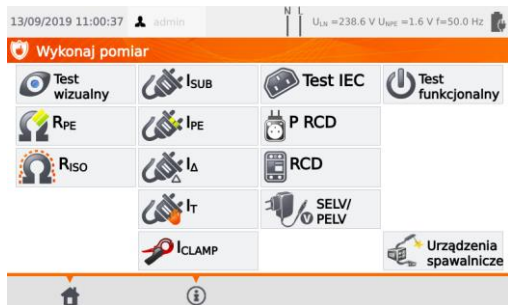 13/09/2019 11:00:37 admin N L U_LN =238.6 V U_NPE =1.6 V f=50.0 Hz
Wykonaj pomiar
Test wizualny
I_SUB
Test IEC
Test funkcjonalny
R_PE
I_PE
P RCD
R_ISO
I_Δ
RCD
I_T
SELV/ PELV
I_CLAMP
Urządzenia spawalnicze